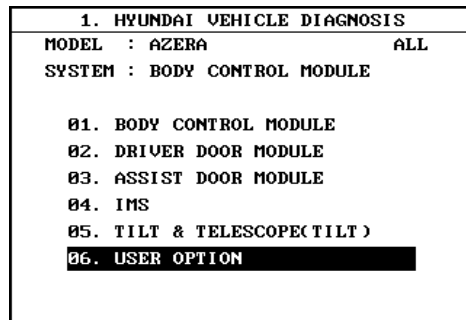 1. HYUNDAI VEHICLE DIAGNOSIS
MODEL : AZERA ALL
SYSTEM : BODY CONTROL MODULE
01. BODY CONTROL MODULE
02. DRIVER DOOR MODULE
03. ASSIST DOOR MODULE
04. IMS
05. TILT & TELESCOPE(TILT)
06. USER OPTION